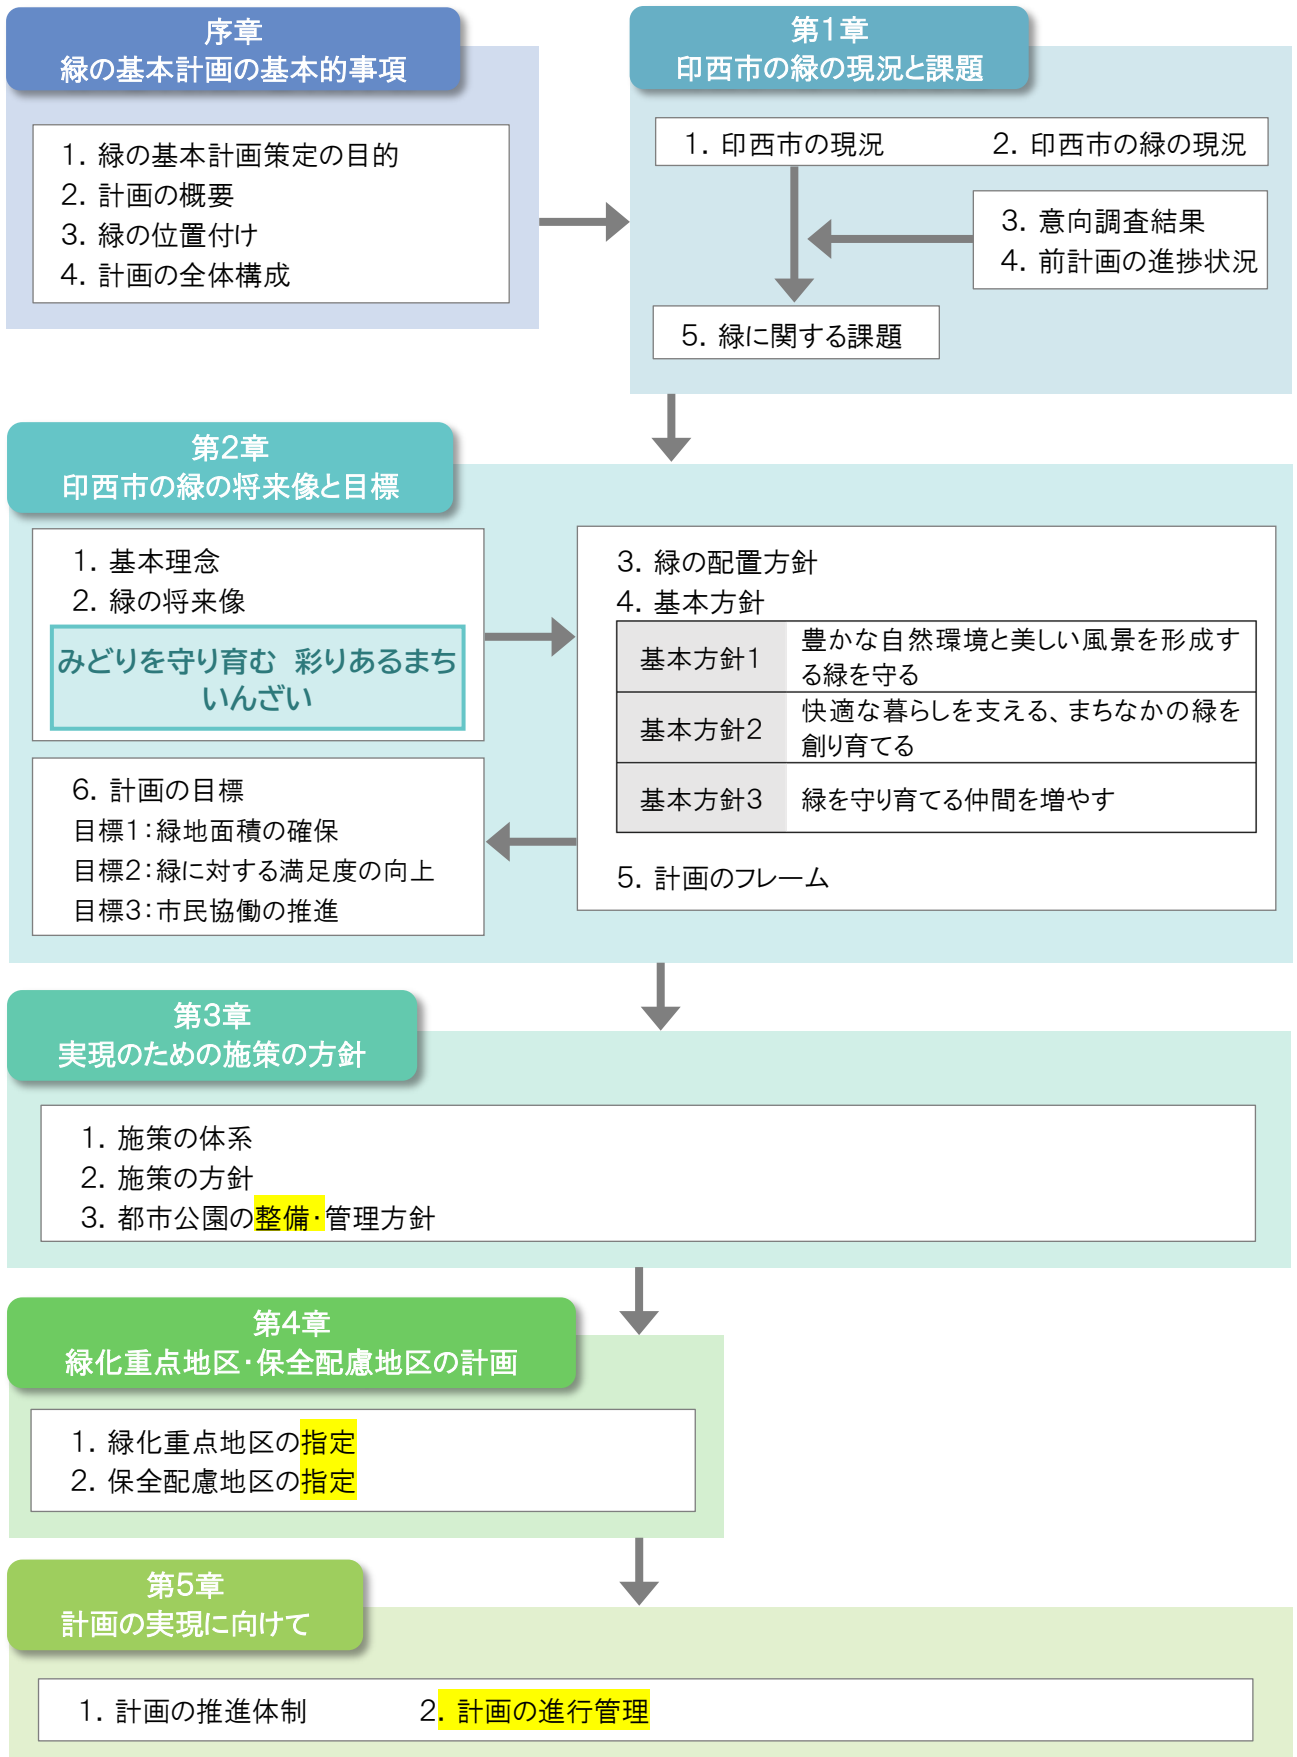 序章
緑の基本計画の基本的事項
1. 緑の基本計画策定の目的
2. 計画の概要
3. 緑の位置付け
4. 計画の全体構成
第1章
印西市の緑の現況と課題
1. 印西市の現況
2. 印西市の緑の現況
3. 意向調査結果
4. 前計画の進捗状況
5. 緑に関する課題
第2章
印西市の緑の将来像と目標
1. 基本理念
2. 緑の将来像
みどりを守り育む 彩りあるまち
いんざい
3. 緑の配置方針
4. 基本方針
基本方針1
豊かな自然環境と美しい風景を形成す
る緑を守る
基本方針2
快適な暮らしを支える、まちなかの緑を
創り育てる
基本方針3
緑を守り育てる仲間を増やす
5. 計画のフレーム
6. 計画の目標
目標1:緑地面積の確保
目標2:緑に対する満足度の向上
目標3:市民協働の推進
第3章
実現のための施策の方針
1. 施策の体系
2. 施策の方針
3. 都市公園の整備・管理方針
第4章
緑化重点地区・保全配慮地区の計画
1. 緑化重点地区の指定
2. 保全配慮地区の指定
第5章
計画の実現に向けて
1. 計画の推進体制
2. 計画の進行管理